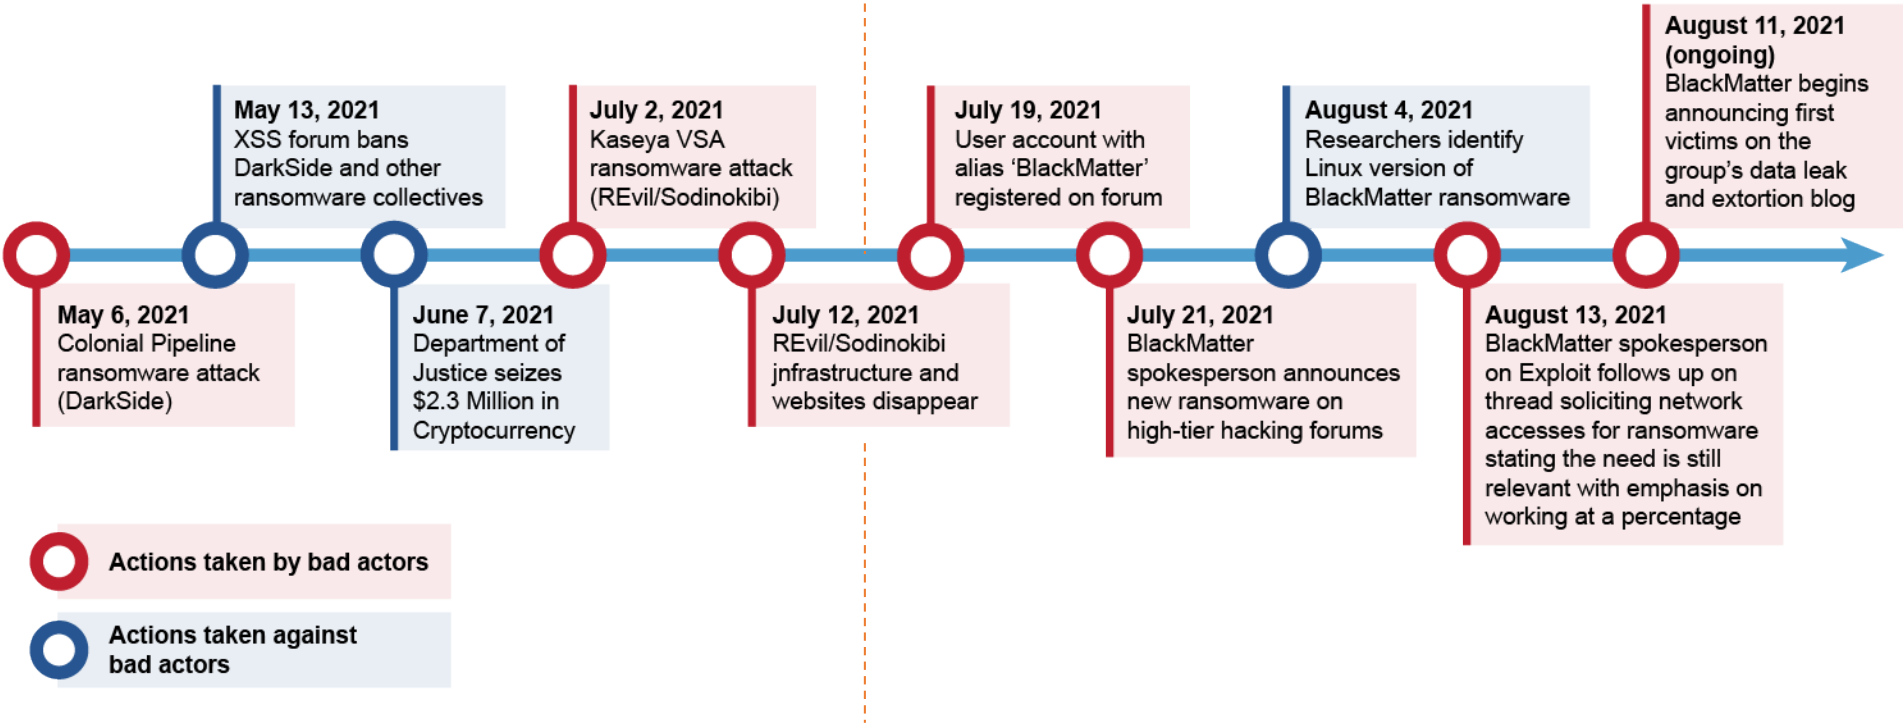 May 6, 2021
Colonial Pipeline
ransomware attack
(DarkSide)
May 13, 2021
XSS forum bans
DarkSide and other
ransomware collectives
June 7, 2021
Department of
Justice seizes
$2.3 Million in
Cryptocurrency
July 2, 2021
Kaseya VSA
ransomware attack
(REvil/Sodinokibi)
July 12, 2021
REvil/Sodinokibi
jnfrastructure and
websites disappear
July 19, 2021
User account with
alias ‘BlackMatter’
registered on forum
July 21, 2021
BlackMatter
spokesperson announces
new ransomware on
high-tier hacking forums
August 4, 2021
Researchers identify
Linux version of
BlackMatter ransomware
August 13, 2021
BlackMatter spokesperson
on Exploit follows up on
thread soliciting network
accesses for ransomware
stating the need is still
relevant with emphasis on
working at a percentage
August 11, 2021
(ongoing)
BlackMatter begins
announcing first
victims on the
group’s data leak
and extortion blog
Actions taken by bad actors
Actions taken against
bad actors